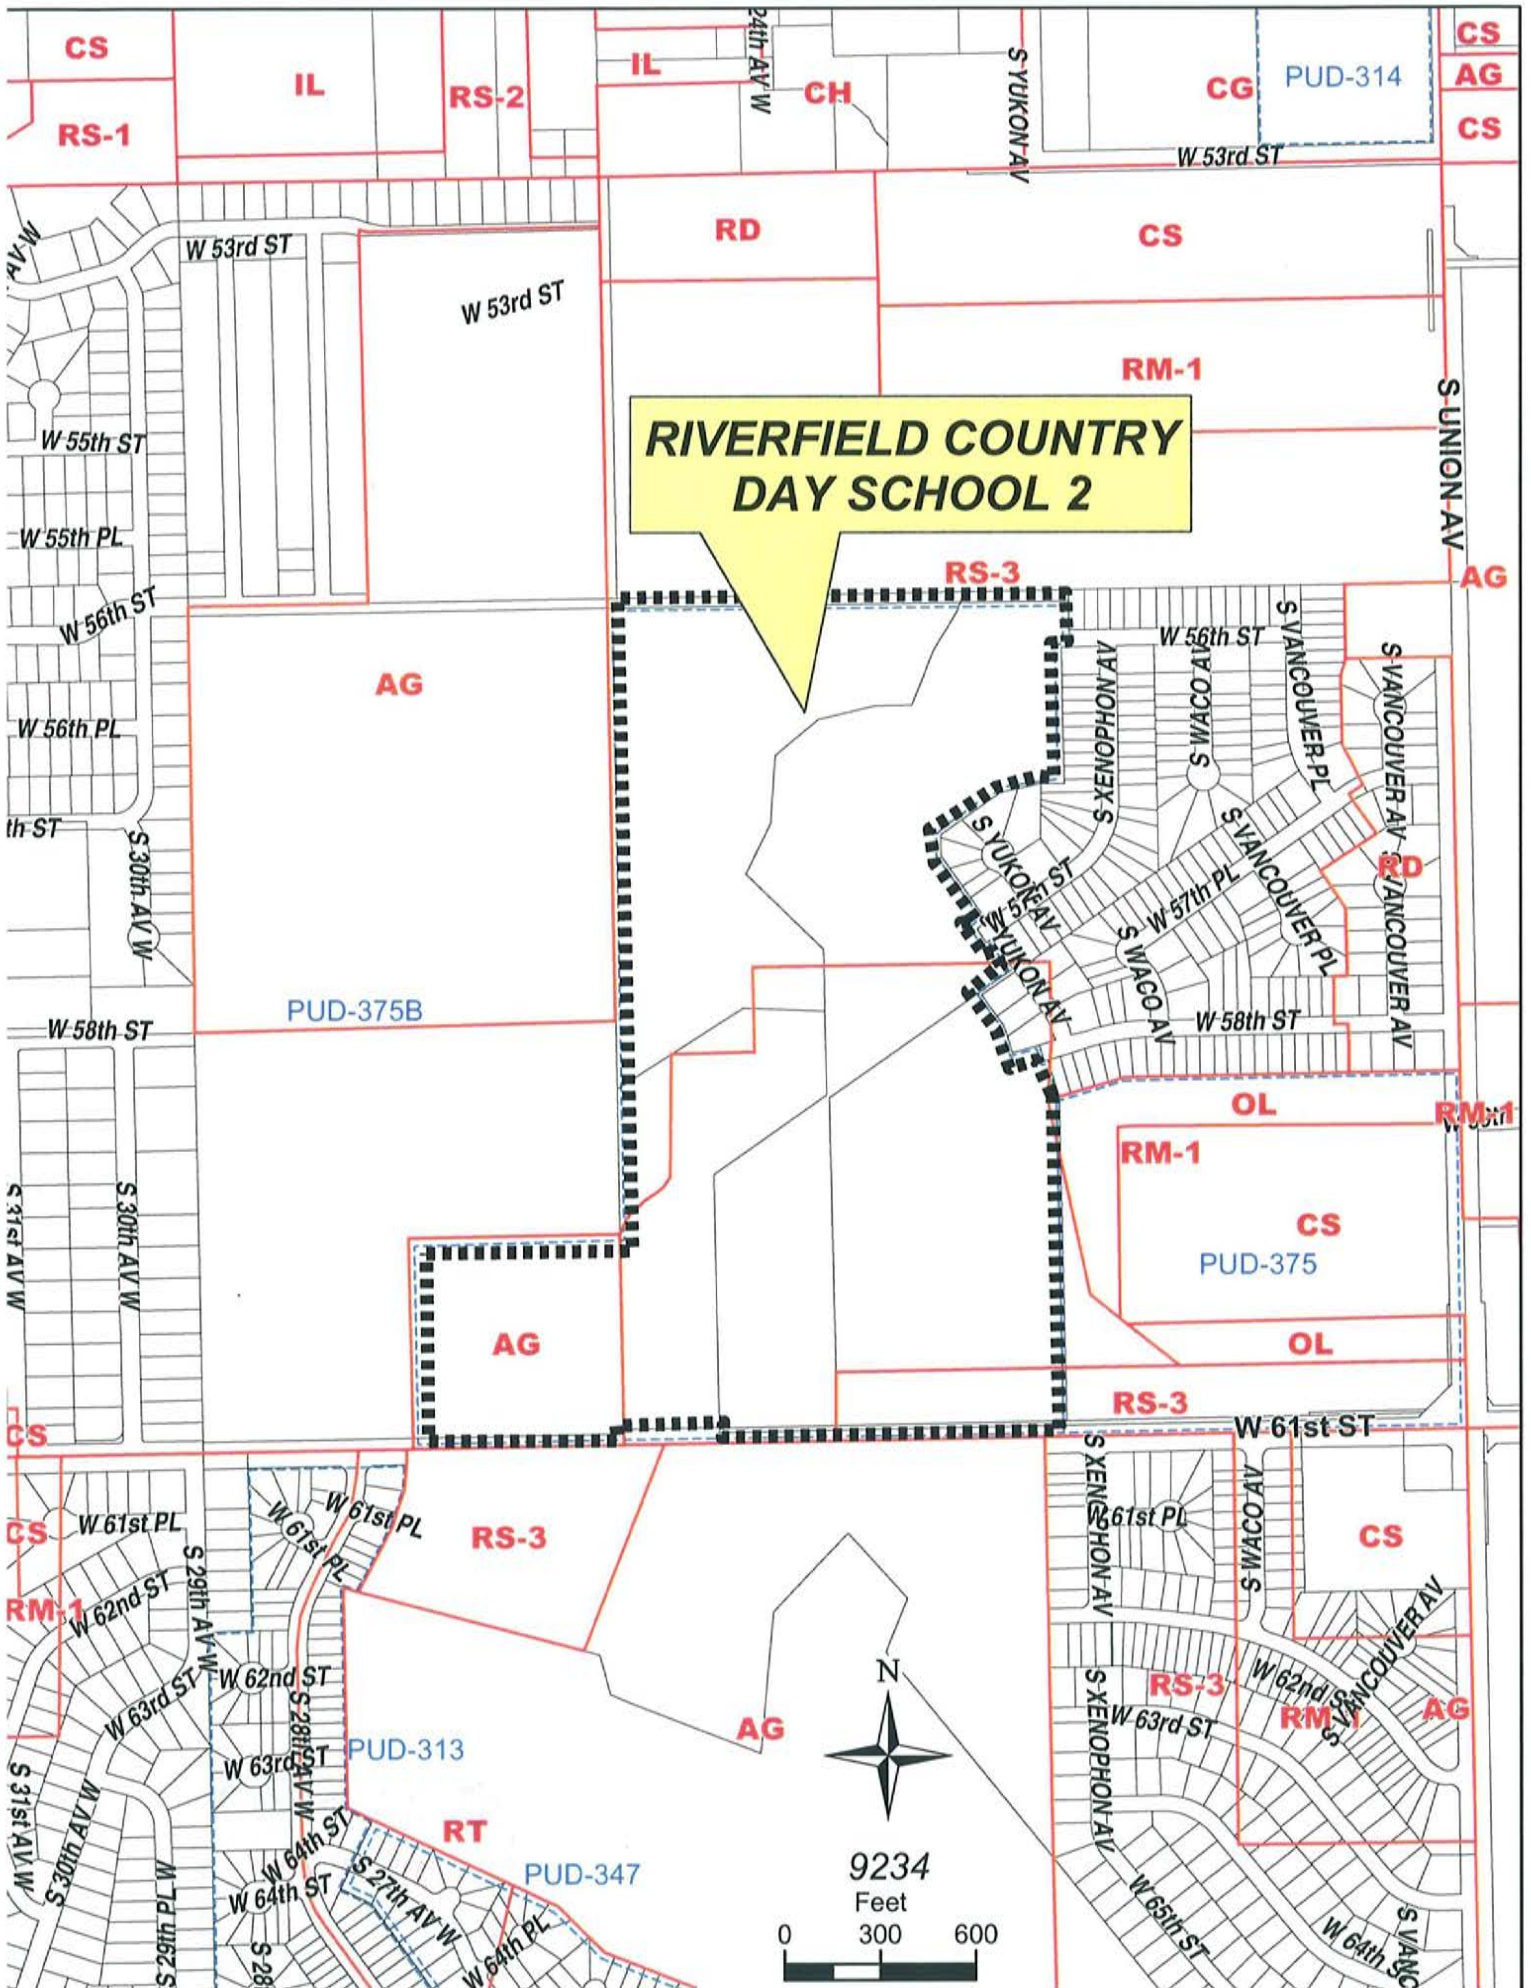 CS
IL
RS-2
IL
24th AV W
CH
S YUKON AV
CG
PUD-314
CS
AG
CS
RS-1
W 53rd ST
W 53rd ST
RD
CS
W 53rd ST
RM-1
S UNION AV
RIVERFIELD COUNTRY
DAY SCHOOL 2
W 55th ST
W 55th PL
RS-3
AG
W 56th ST
W 56th ST
S VANCOUVER PL
AG
S XENOPHON AV
S WACO AV
S VANCOUVER AV
W 56th PL
th ST
S 30th AV W
S YUKON AV
S VANCOUVER PL
RD
W 57th ST
W 57th PL
S VANCOUVER AV
YUKON AV
S WACO AV
PUD-375B
W 58th ST
W 58th ST
OL
RM-1
RM-1
S 31st AV W
S 30th AV W
CS
PUD-375
AG
OL
RS-3
CS
W 61st ST
CS
W 61st PL
W 61st PL
W 61st PL
RS-3
S XENOPHON AV
W 61st PL
S WACO AV
CS
S 29th AV W
RM-1
W 62nd ST
S VANCOUVER AV
W 62nd ST
W 63rd ST
S 28th AV W
N
S XENOPHON AV
RS-3
W 62nd S
RM-1
AG
AG
W 63rd ST
W 63rd ST
PUD-313
S 31st AV W
S 30th AV W
W 64th ST
RT
W 64th ST
S 27th AV W
PUD-347
9234
Feet
0 300 600
S 26th PL W
S 28
W 64th PL
W 65th ST
W 64th S
S VANC